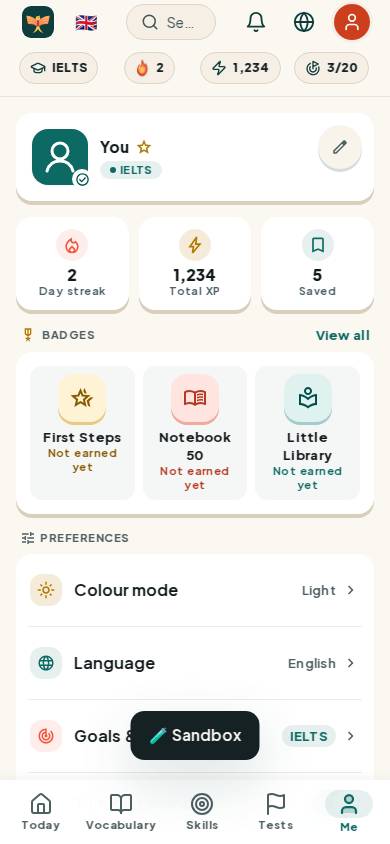 Se...
IELTS
2
1,234
3/20
You
IELTS
2
Day streak
1,234
Total XP
5
Saved
BADGES
View all
First Steps
Not earned
yet
Notebook
50
Not earned
yet
Little
Library
Not earned
yet
PREFERENCES
Colour mode
Light
Language
English
Goals &
IELTS
Sandbox
Today
Vocabulary
Skills
Tests
Me